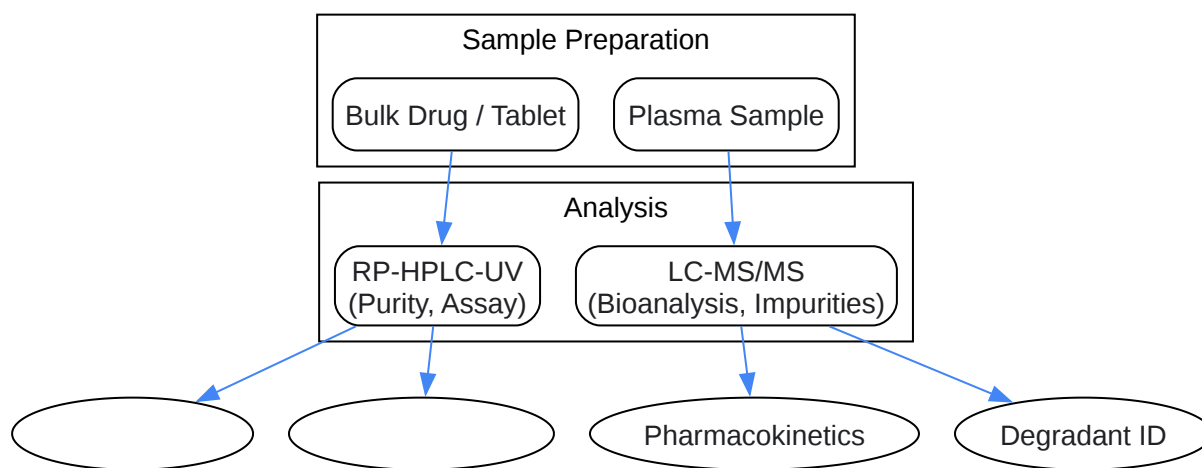 Sample Preparation
Bulk Drug / Tablet
Plasma Sample
Analysis
RP-HPLC-UV
(Purity, Assay)
LC-MS/MS
(Bioanalysis, Impurities)
Pharmacokinetics
Degradant ID